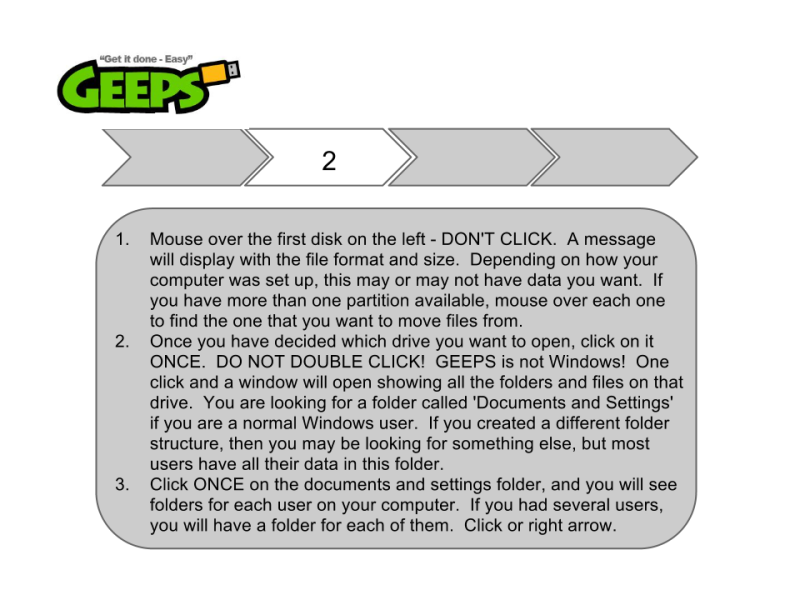 "Get it done - Easy"
GEEPS
2
1. Mouse over the first disk on the left - DON'T CLICK.  A message
will display with the file format and size.  Depending on how your
computer was set up, this may or may not have data you want.  If
you have more than one partition available, mouse over each one
to find the one that you want to move files from.
2. Once you have decided which drive you want to open, click on it
ONCE.  DO NOT DOUBLE CLICK!  GEEPS is not Windows!  One
click and a window will open showing all the folders and files on that
drive.  You are looking for a folder called 'Documents and Settings'
if you are a normal Windows user.  If you created a different folder
structure, then you may be looking for something else, but most
users have all their data in this folder.
3. Click ONCE on the documents and settings folder, and you will see
folders for each user on your computer.  If you had several users,
you will have a folder for each of them.  Click or right arrow.